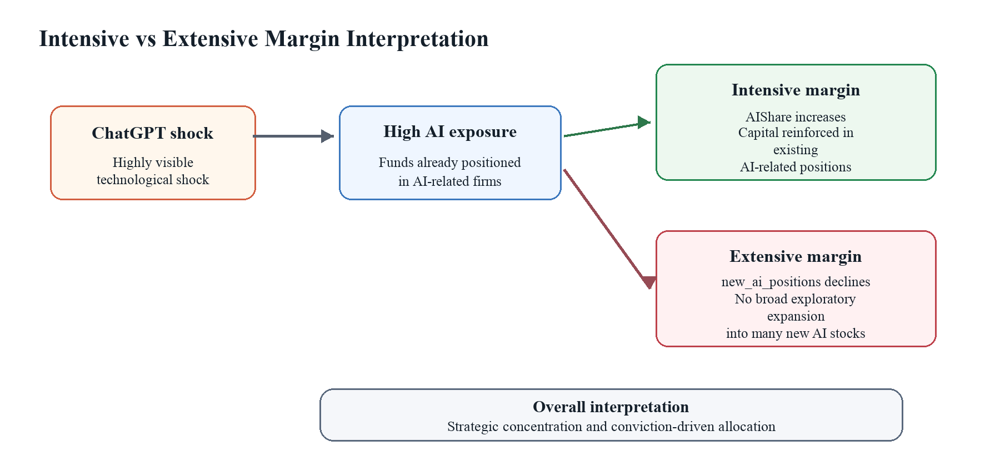 Intensive vs Extensive Margin Interpretation
ChatGPT shock
Highly visible
technological shock
High AI exposure
Funds already positioned
in AI-related firms
Intensive margin
AIShare increases
Capital reinforced in
existing
AI-related positions
Extensive margin
new_ai_positions declines
No broad exploratory
expansion
into many new AI stocks
Overall interpretation
Strategic concentration and conviction-driven allocation